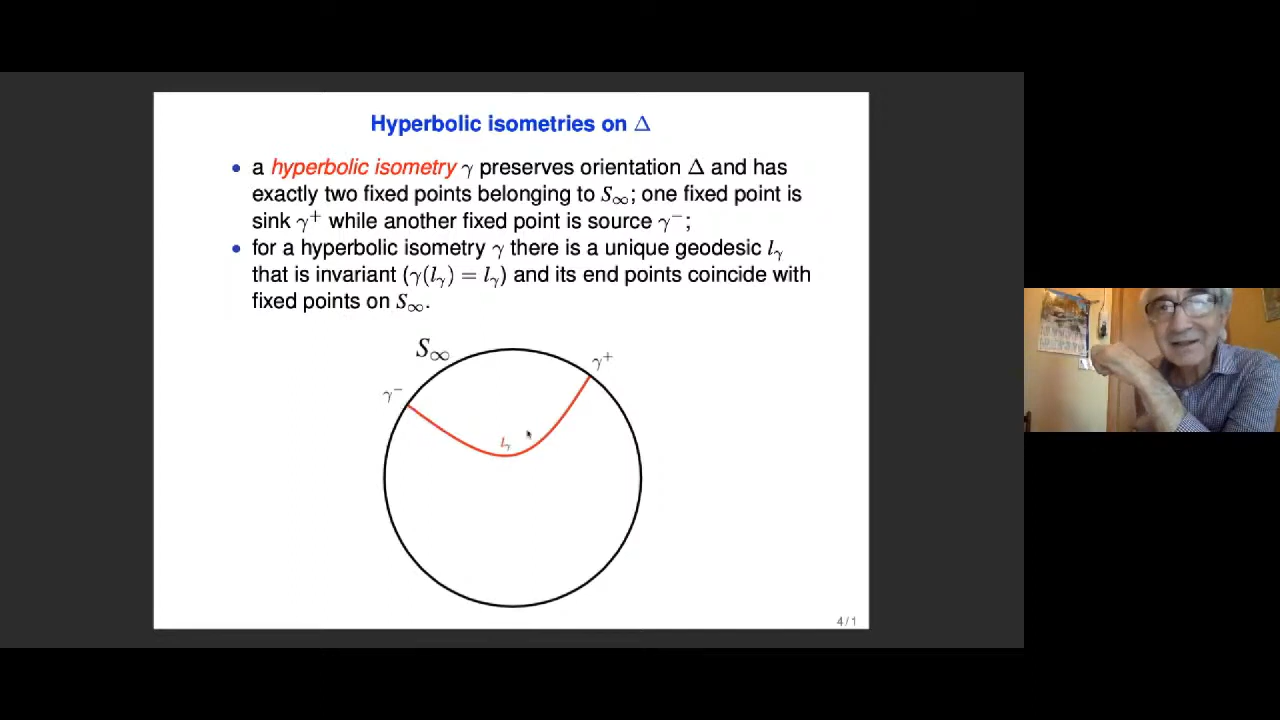 Hyperbolic isometries on Δ
• a hyperbolic isometry γ preserves orientation Δ and has
exactly two fixed points belonging to S∞; one fixed point is
sink γ⁺ while another fixed point is source γ⁻;
• for a hyperbolic isometry γ there is a unique geodesic lᵧ
that is invariant (γ(lᵧ) = lᵧ) and its end points coincide with
fixed points on S∞.
S∞
γ⁺
γ⁻
lᵧ
4 / 1